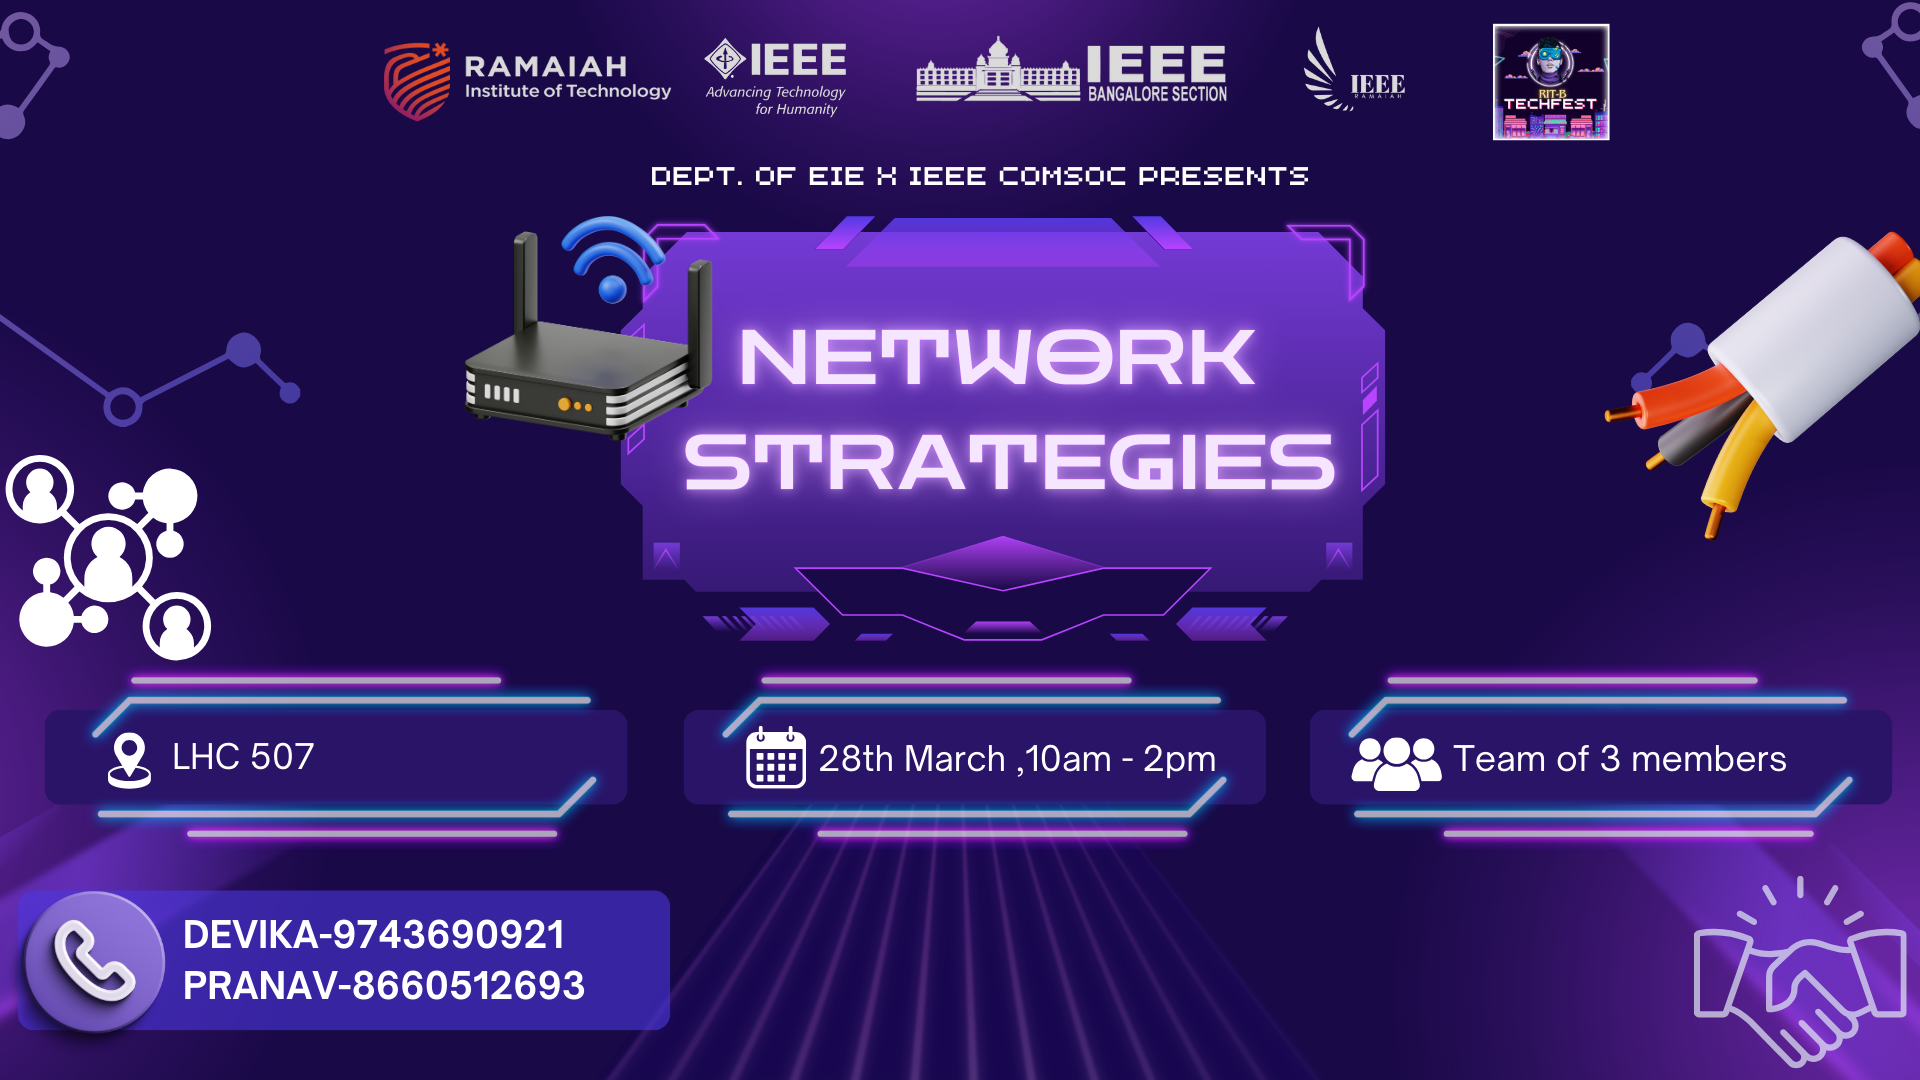 RAMAIAH
Institute of Technology
IEEE
Advancing Technology
for Humanity
IEEE
BANGALORE SECTION
IEEE
RAMAIAH
RIT-B
TECHFEST
DEPT. OF EIE X IEEE COMSOC PRESENTS
NETWORK
STRATEGIES
LHC 507
28th March ,10am - 2pm
Team of 3 members
DEVIKA-9743690921
PRANAV-8660512693